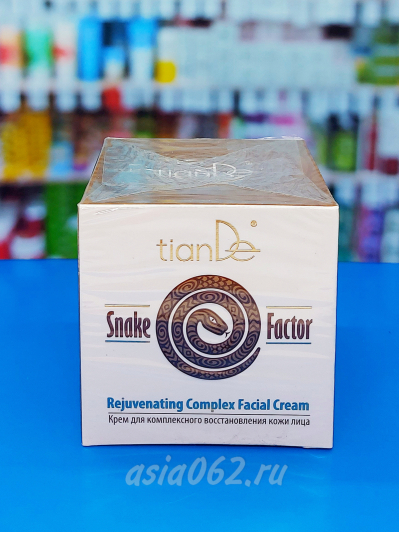 tianDe
tianDe®
Snake Factor
Rejuvenating Complex Facial Cream
Крем для комплексного восстановления кожи лица
asia062.ru